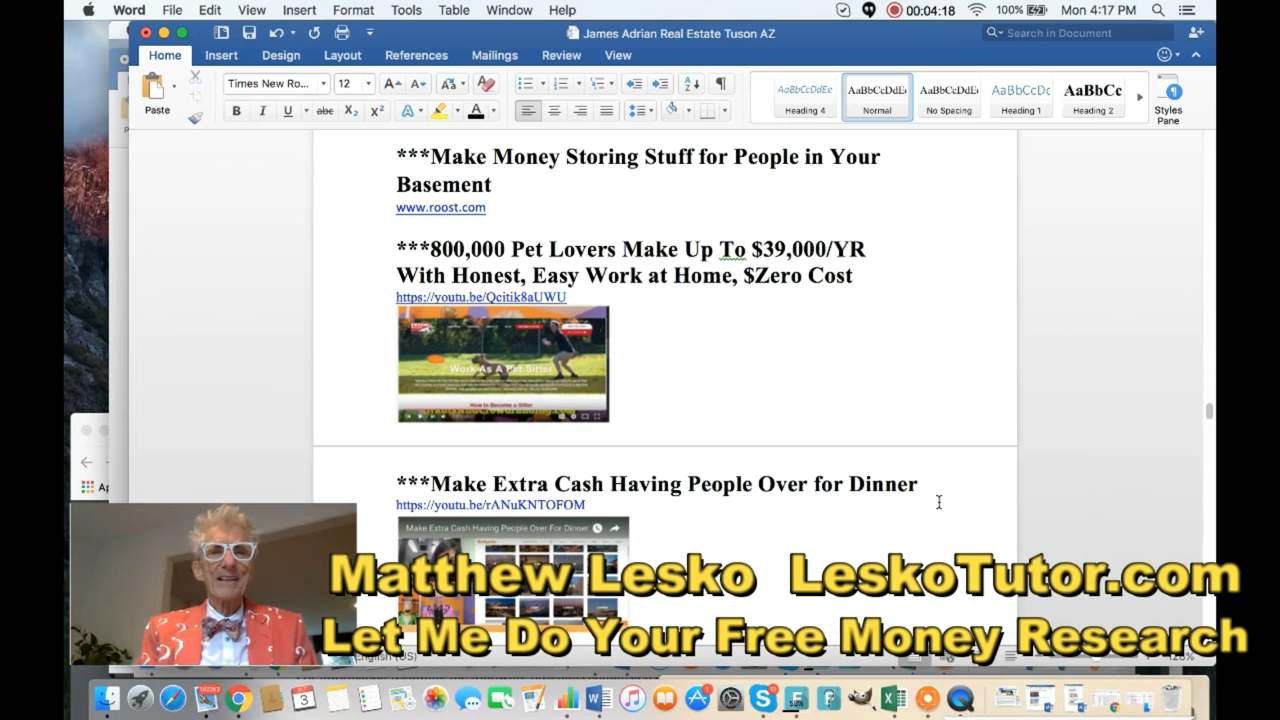 Word File Edit View Insert Format Tools Table Window Help 00:04:18 100% Mon 4:17 PM
James Adrian Real Estate Tuson AZ
Search in Document
Home Insert Design Layout References Mailings Review View
Times New Ro... 12
Paste
AaBbCcDdEe AaBbCcDdEe AaBbCcDdEe AaBbCcDc AaBbCc
Heading 4 Normal No Spacing Heading 1 Heading 2
Styles
Pane
***Make Money Storing Stuff for People in Your
Basement
www.roost.com
***800,000 Pet Lovers Make Up To $39,000/YR
With Honest, Easy Work at Home, $Zero Cost
https://youtu.be/Qcitik8aUWU
Work As A Pet Sitter
How to Become a Sitter
***Make Extra Cash Having People Over for Dinner
https://youtu.be/rANuKNTOFOM
Make Extra Cash Having People Over For Dinner
Matthew Lesko LeskoTutor.com
Let Me Do Your Free Money Research
English (US)